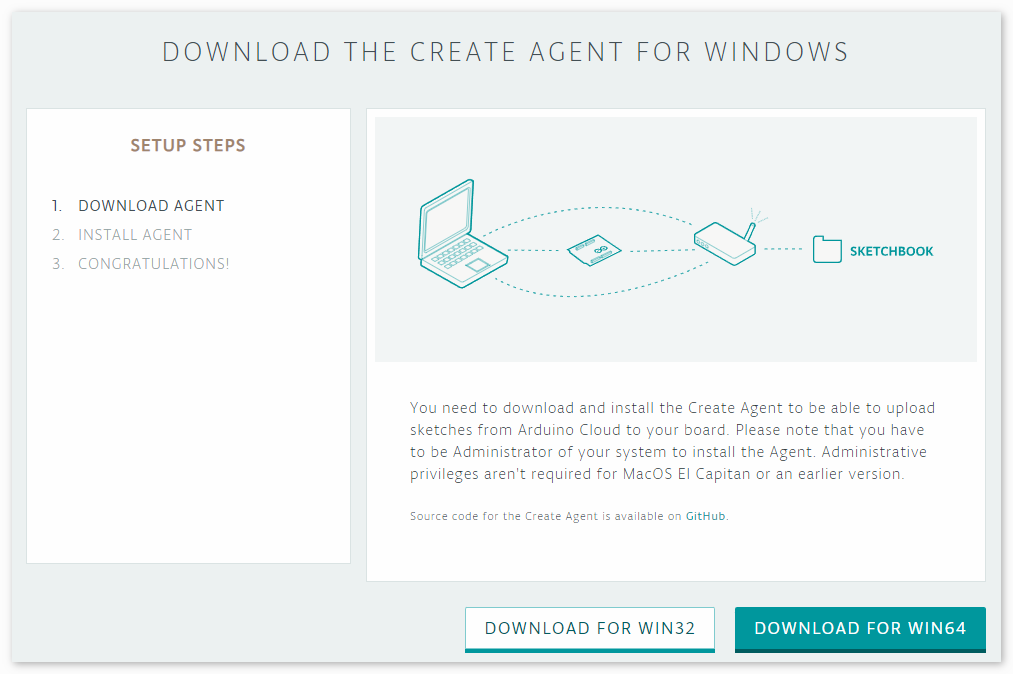 DOWNLOAD THE CREATE AGENT FOR WINDOWS
SETUP STEPS
1. DOWNLOAD AGENT
2. INSTALL AGENT
3. CONGRATULATIONS!
SKETCHBOOK
You need to download and install the Create Agent to be able to upload
sketches from Arduino Cloud to your board. Please note that you have
to be Administrator of your system to install the Agent. Administrative
privileges aren't required for MacOS El Capitan or an earlier version.
Source code for the Create Agent is available on GitHub.
DOWNLOAD FOR WIN32
DOWNLOAD FOR WIN64